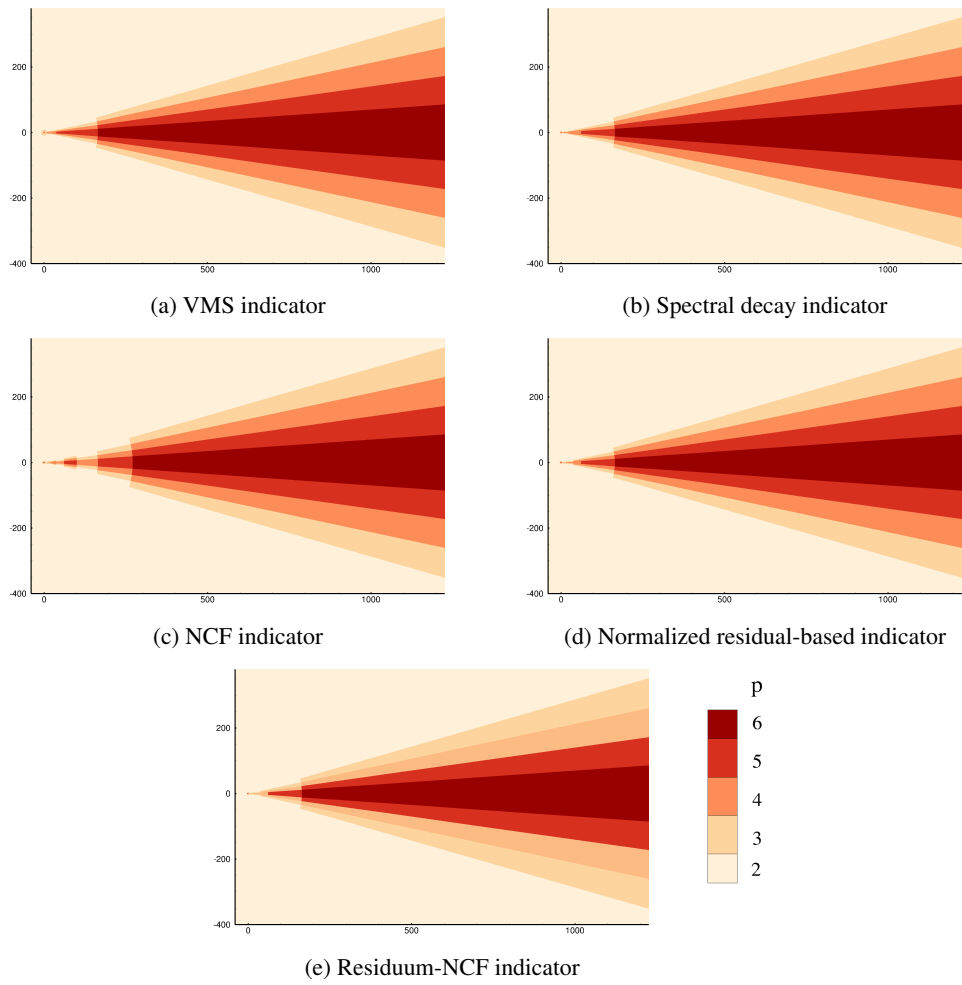 200
0
-200
-400
0 500 1000
(a) VMS indicator
200
0
-200
-400
0 500 1000
(b) Spectral decay indicator
200
0
-200
-400
0 500 1000
(c) NCF indicator
200
0
-200
-400
0 500 1000
(d) Normalized residual-based indicator
200
0
-200
-400
0 500 1000
p
6
5
4
3
2
(e) Residuum-NCF indicator